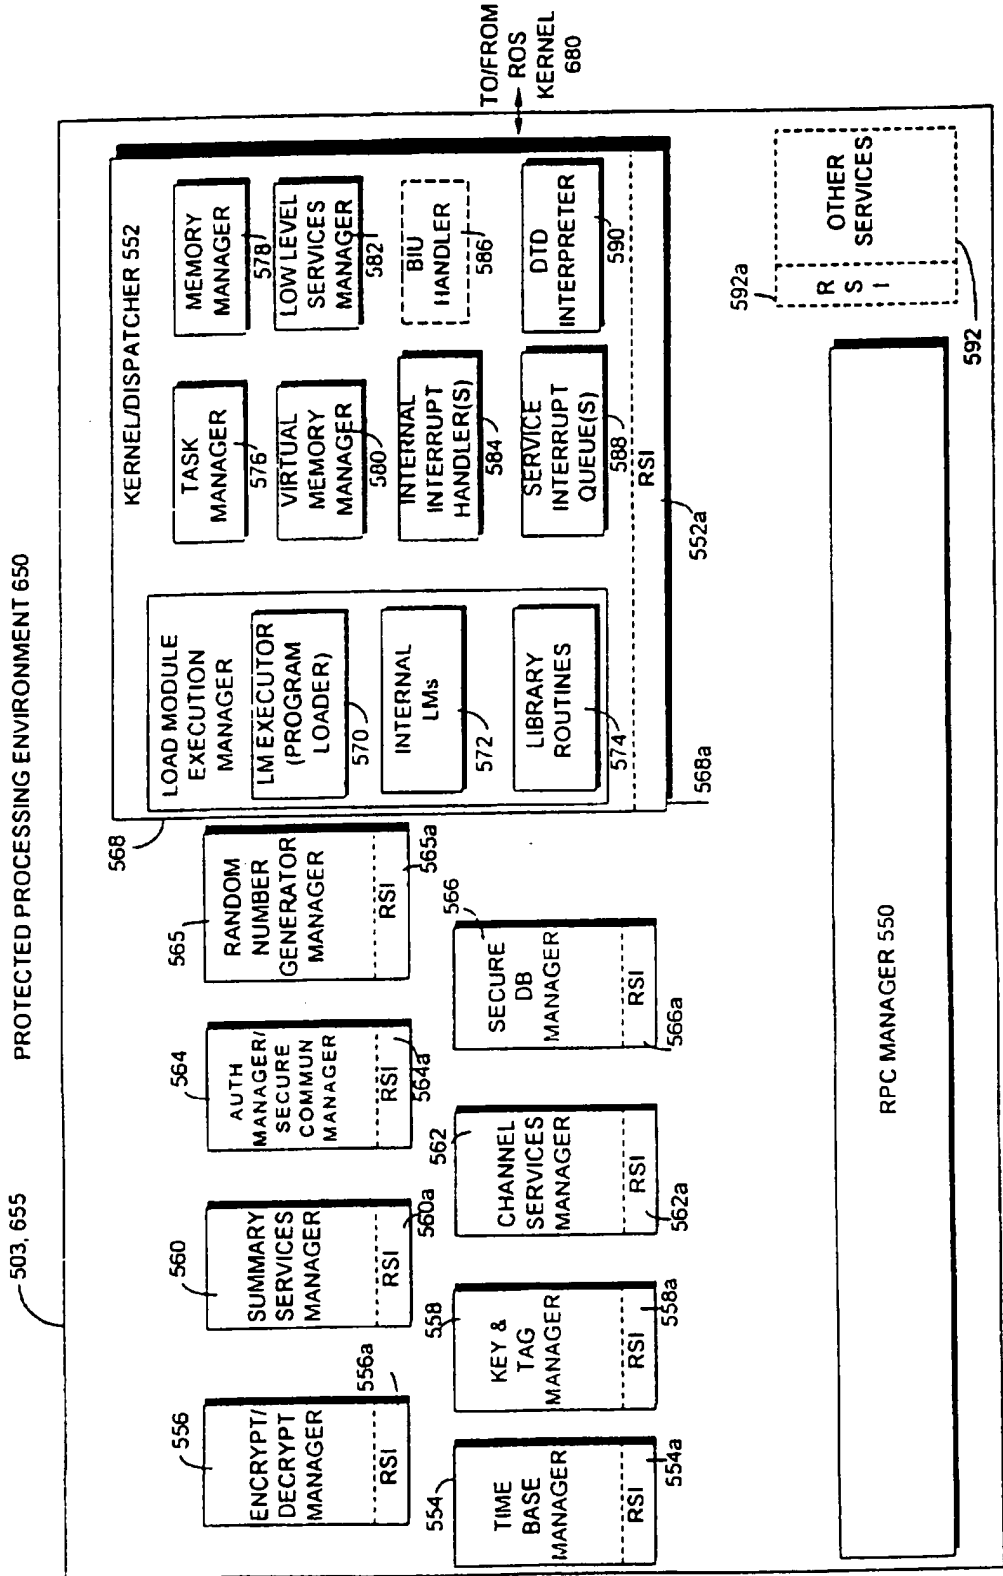 PROTECTED PROCESSING ENVIRONMENT 650
503, 655
556
ENCRYPT/
DECRYPT
MANAGER
RSI
556a
560
SUMMARY
SERVICES
MANAGER
RSI
560a
564
AUTH
MANAGER/
SECURE
COMMUN
MANAGER
RSI
564a
565
RANDOM
NUMBER
GENERATOR
MANAGER
RSI
565a
554
TIME
BASE
MANAGER
RSI
554a
558
KEY &
TAG
MANAGER
RSI
558a
562
CHANNEL
SERVICES
MANAGER
RSI
562a
566
SECURE
DB
MANAGER
RSI
566a
568
KERNEL/DISPATCHER 552
LOAD MODULE
EXECUTION
MANAGER
LM EXECUTOR
(PROGRAM
LOADER)
570
INTERNAL
LMs
572
LIBRARY
ROUTINES
574
568a
TASK
MANAGER
576
MEMORY
MANAGER
578
VIRTUAL
MEMORY
MANAGER
580
LOW LEVEL
SERVICES
MANAGER
582
INTERNAL
INTERRUPT
HANDLER(S)
584
BIU
HANDLER
586
SERVICE
INTERRUPT
QUEUE(S)
588
DTD
INTERPRETER
590
RSI
552a
TO/FROM
ROS
KERNEL
680
RPC MANAGER 550
592a
RSI
OTHER
SERVICES
592